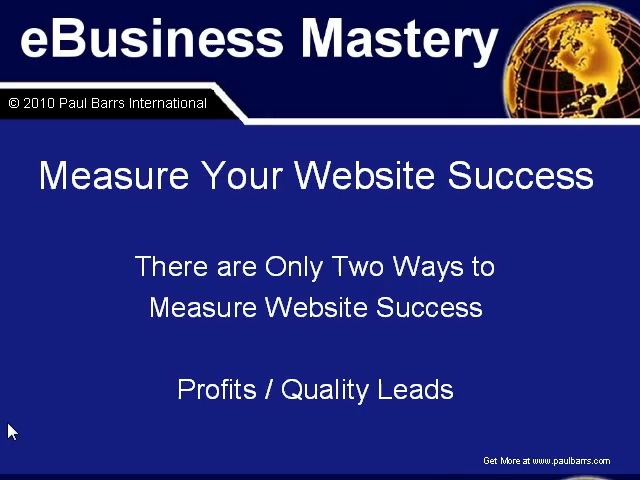 eBusiness Mastery
© 2010 Paul Barrs International
Measure Your Website Success
There are Only Two Ways to
Measure Website Success
Profits / Quality Leads
Get More at www.paulbarrs.com